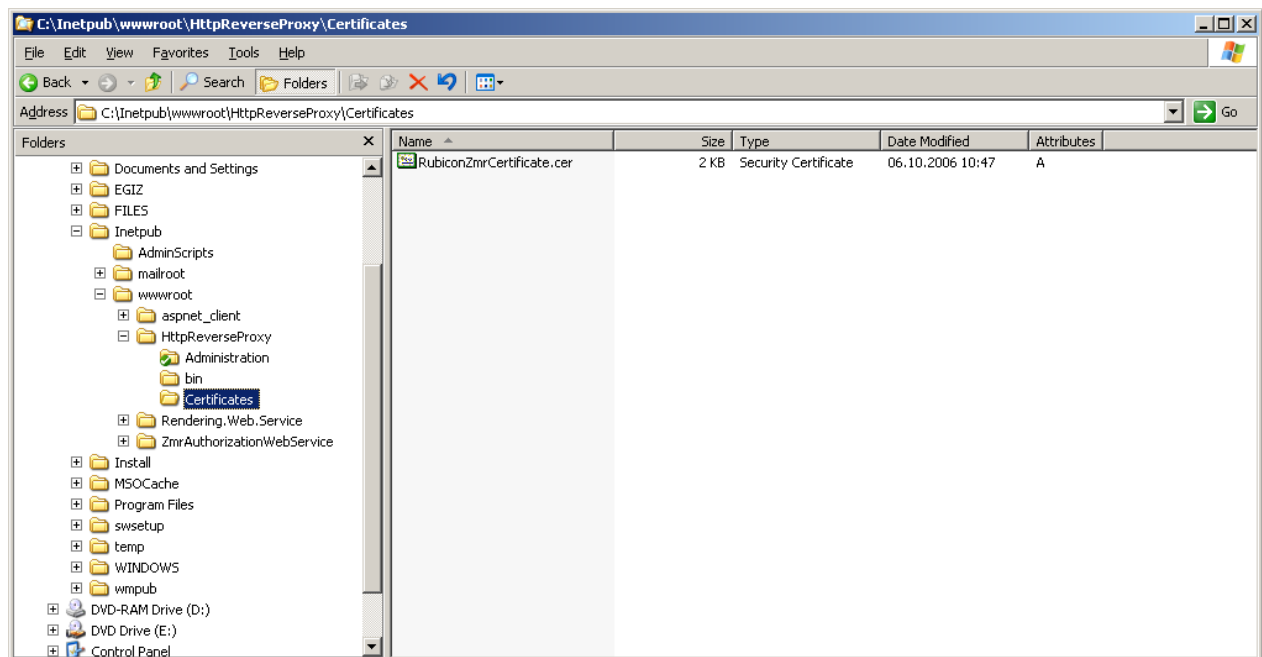 C:\Inetpub\wwwroot\HttpReverseProxy\Certificates
File Edit View Favorites Tools Help
Back Search Folders
Address C:\Inetpub\wwwroot\HttpReverseProxy\Certificates Go
Folders
Name Size Type Date Modified Attributes
RubiconZmrCertificate.cer 2 KB Security Certificate 06.10.2006 10:47 A
Documents and Settings
EGIZ
FILES
Inetpub
AdminScripts
mailroot
wwwroot
aspnet_client
HttpReverseProxy
Administration
bin
Certificates
Rendering.Web.Service
ZmrAuthorizationWebService
Install
MSOCache
Program Files
swsetup
temp
WINDOWS
wmpub
DVD-RAM Drive (D:)
DVD Drive (E:)
Control Panel